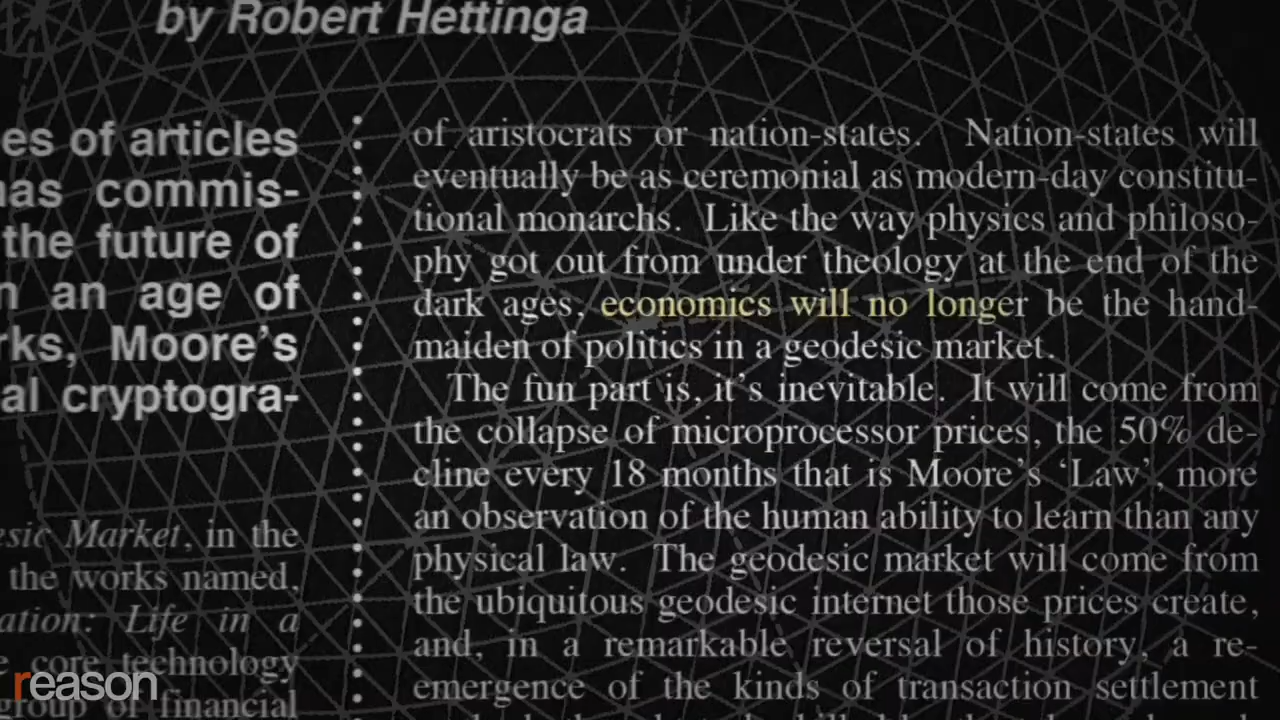 by Robert Hettinga
es of articles
has commis-
the future of
n an age of
rks, Moore's
al cryptogra-
esic Market, in the
the works named,
ation: Life in a
e core technology
group of financial
of aristocrats or nation-states. Nation-states will
eventually be as ceremonial as modern-day constitu-
tional monarchs. Like the way physics and philoso-
phy got out from under theology at the end of the
dark ages, economics will no longer be the hand-
maiden of politics in a geodesic market.
The fun part is, it's inevitable. It will come from
the collapse of microprocessor prices, the 50% de-
cline every 18 months that is Moore's 'Law', more
an observation of the human ability to learn than any
physical law. The geodesic market will come from
the ubiquitous geodesic internet those prices create,
and, in a remarkable reversal of history, a re-
emergence of the kinds of transaction settlement
reason